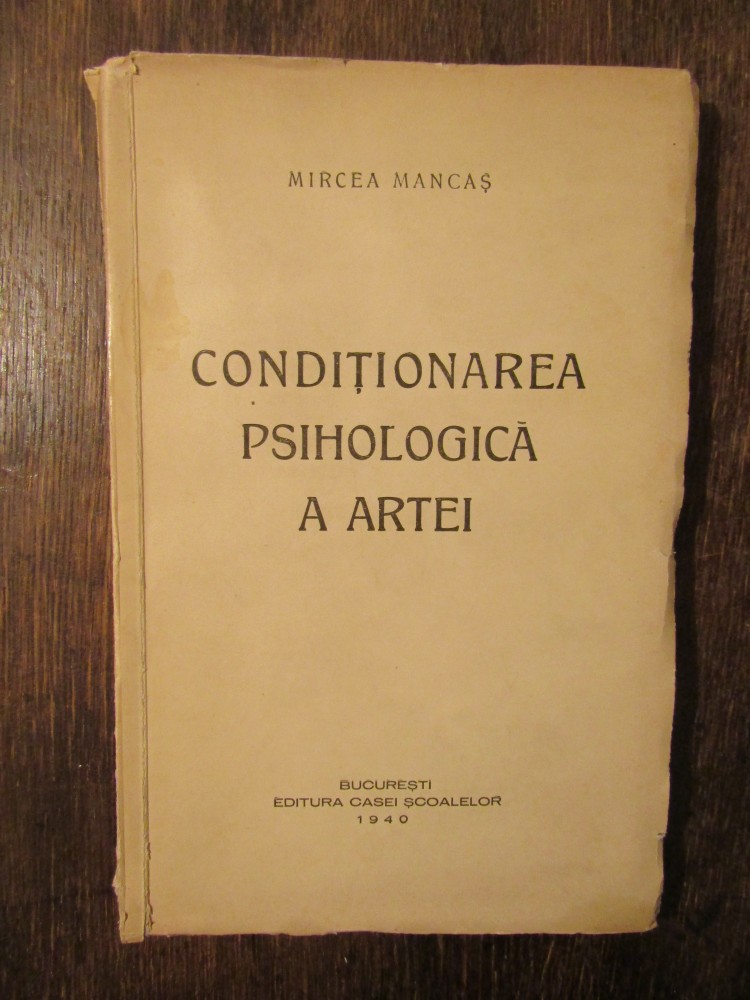 MIRCEA MANCAȘ
CONDIȚIONAREA
PSIHOLOGICĂ
A ARTEI
BUCUREȘTI
EDITURA CASEI ȘCOALELOR
1940